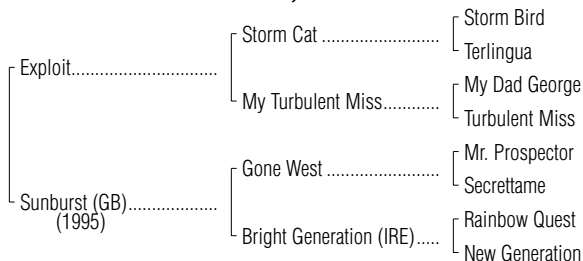 Storm Bird
Storm Cat ..........................
Terlingua
Exploit.................................
My Dad George
My Turbulent Miss............
Turbulent Miss
Mr. Prospector
Gone West .........................
Secrettame
Sunburst (GB)....................
(1995)
Rainbow Quest
Bright Generation (IRE).....
New Generation